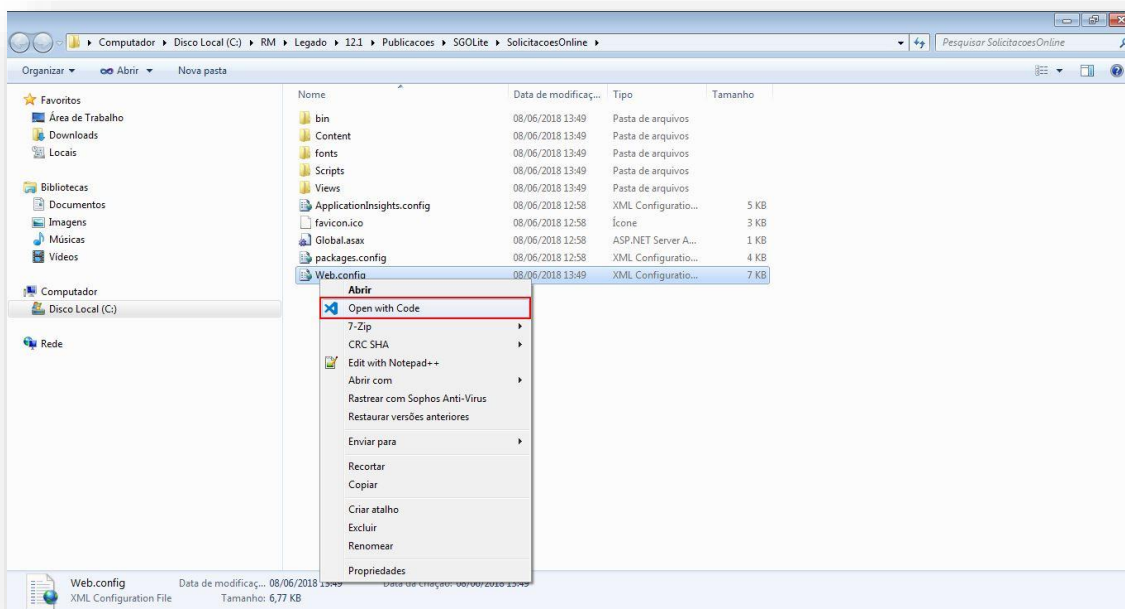 Computador ▸ Disco Local (C:) ▸ RM ▸ Legado ▸ 12.1 ▸ Publicacoes ▸ SGOLite ▸ SolicitacoesOnline ▸
Pesquisar SolicitacoesOnline
Organizar Abrir Nova pasta
Favoritos
Área de Trabalho
Downloads
Locais
Bibliotecas
Documentos
Imagens
Músicas
Vídeos
Computador
Disco Local (C:)
Rede
Nome Data de modificaç... Tipo Tamanho
bin 08/06/2018 13:49 Pasta de arquivos
Content 08/06/2018 13:49 Pasta de arquivos
fonts 08/06/2018 13:49 Pasta de arquivos
Scripts 08/06/2018 13:49 Pasta de arquivos
Views 08/06/2018 13:49 Pasta de arquivos
ApplicationInsights.config 08/06/2018 12:58 XML Configuratio... 5 KB
favicon.ico 08/06/2018 12:58 Ícone 3 KB
Global.asax 08/06/2018 12:58 ASP.NET Server A... 1 KB
packages.config 08/06/2018 12:58 XML Configuratio... 4 KB
Web.config 08/06/2018 13:49 XML Configuratio... 7 KB
Abrir
Open with Code
7-Zip
CRC SHA
Edit with Notepad++
Abrir com
Rastrear com Sophos Anti-Virus
Restaurar versões anteriores
Enviar para
Recortar
Copiar
Criar atalho
Excluir
Renomear
Propriedades
Web.config Data de modificaç... 08/06/2018 13:49 Data da criação: 08/06/2018 13:49
XML Configuration File Tamanho: 6,77 KB